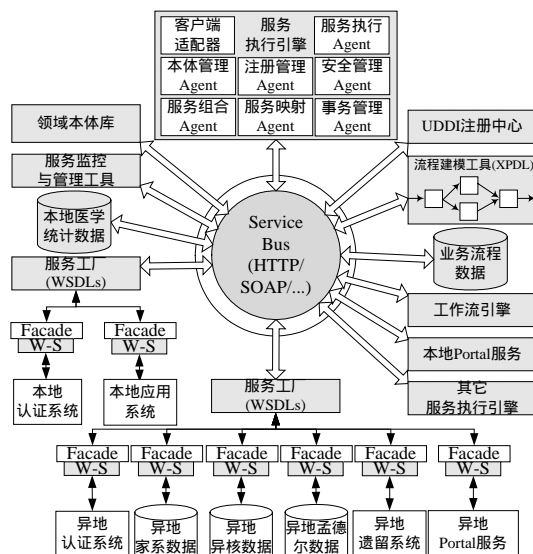 客户端
适配器
服务
执行引擎
服务执行
Agent
本体管理
Agent
注册管理
Agent
安全管理
Agent
服务组合
Agent
服务映射
Agent
事务管理
Agent
领域本体库
服务监控
与管理工具
本地医学
统计数据
服务工厂
(WSDLs)
Facade
W-S
Facade
W-S
本地
认证系统
本地应用
系统
Service
Bus
(HTTP/
SOAP/...)
UDDI注册中心
流程建模工具(XPDL)
业务流程
数据
工作流引擎
本地Portal服务
其它
服务执行引擎
服务工厂
(WSDLs)
Facade
W-S
Facade
W-S
Facade
W-S
Facade
W-S
Facade
W-S
Facade
W-S
异地
认证系统
异地
家系数据
异地
异核数据
异地孟德
尔数据
异地
遗留系统
异地
Portal服务